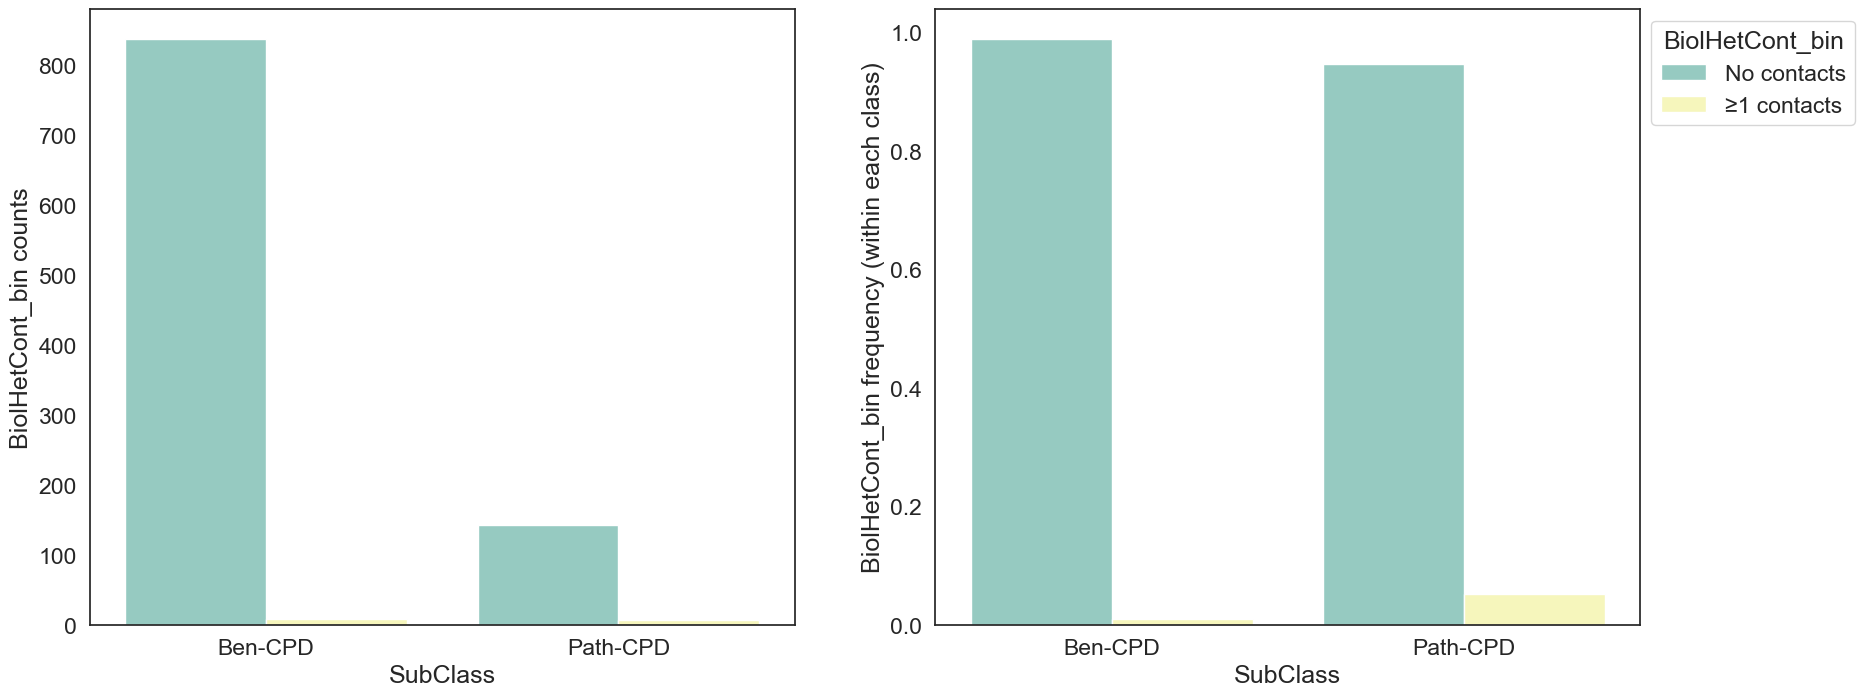 BiolHetCont_bin counts
800
700
600
500
400
300
200
100
0
Ben-CPD
Path-CPD
SubClass
BiolHetCont_bin frequency (within each class)
1.0
0.8
0.6
0.4
0.2
0.0
Ben-CPD
Path-CPD
SubClass
BiolHetCont_bin
No contacts
≥1 contacts